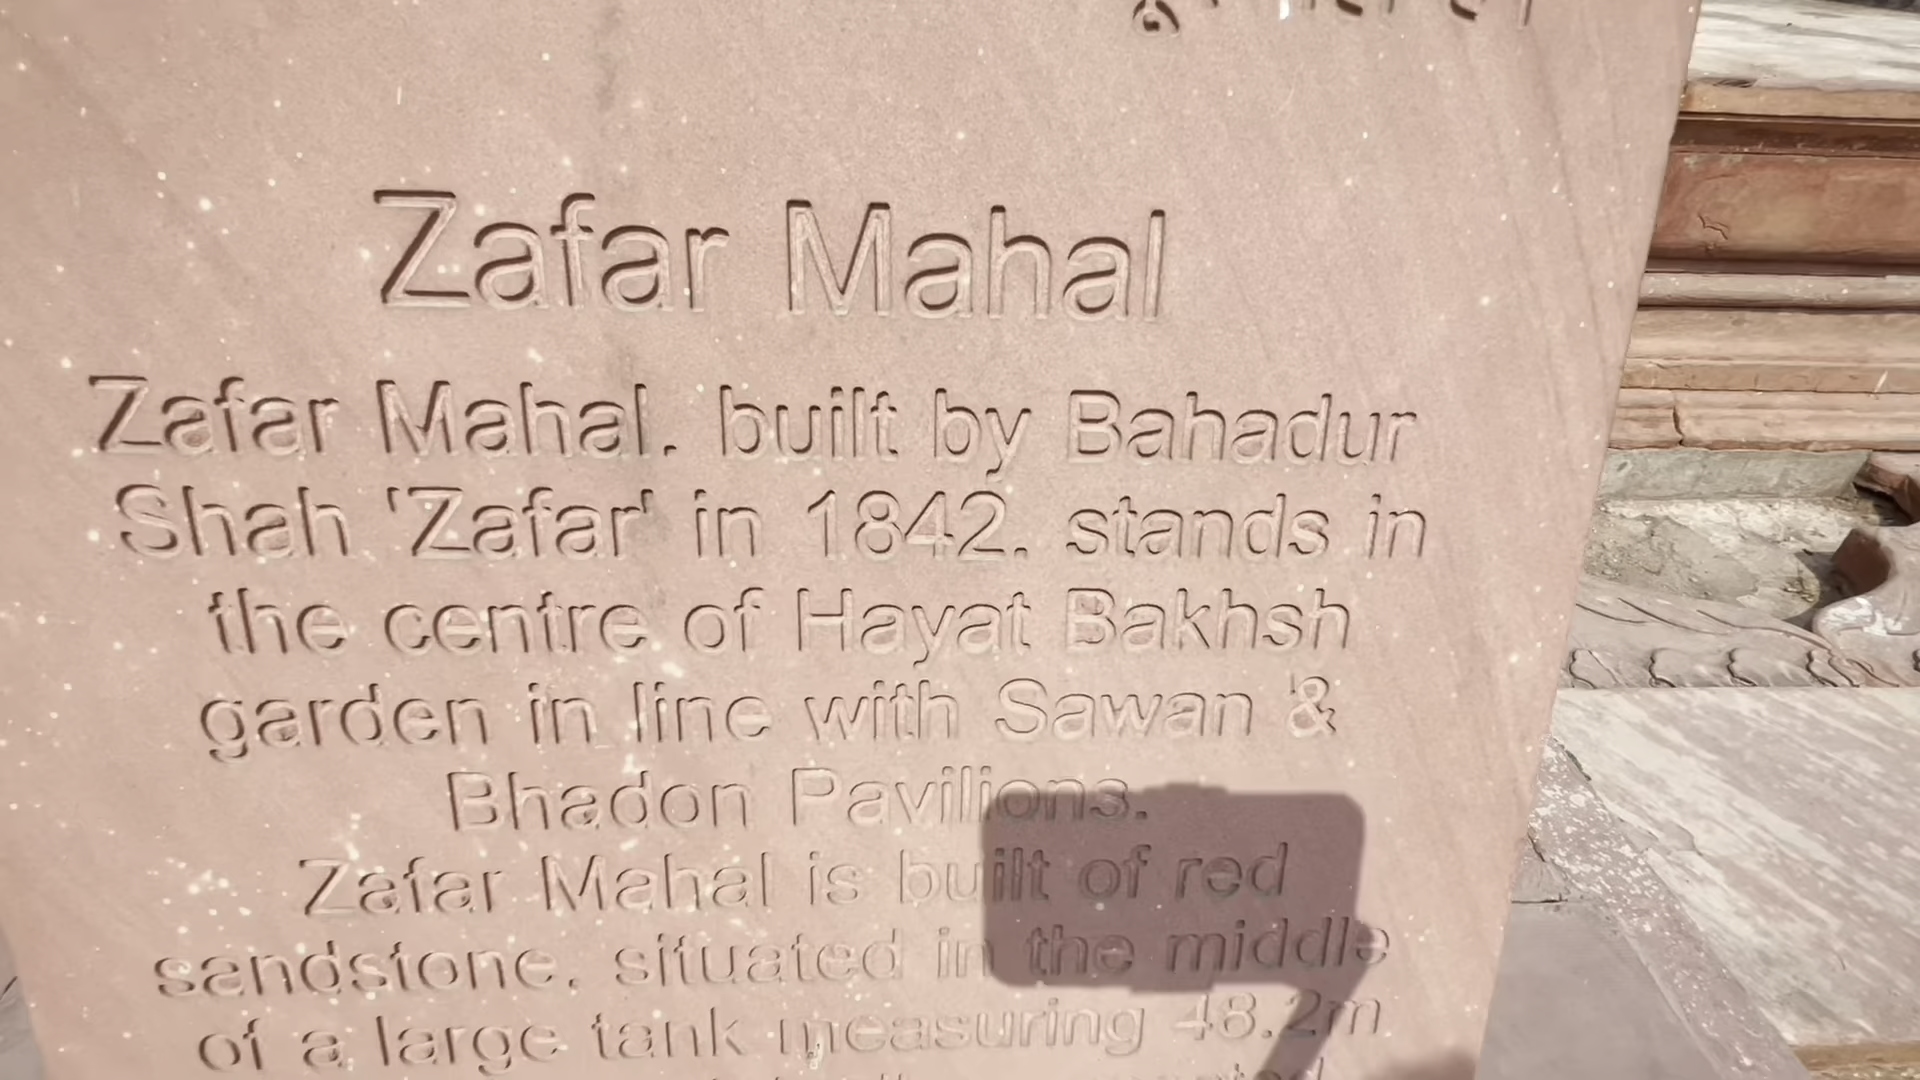 Zafar Mahal
Zafar Mahal, built by Bahadur
Shah 'Zafar' in 1842, stands in
the centre of Hayat Bakhsh
garden in line with Sawan &
Bhadon Pavilions.
Zafar Mahal is built of red
sandstone, situated in the middle
of a large tank measuring 48.2m